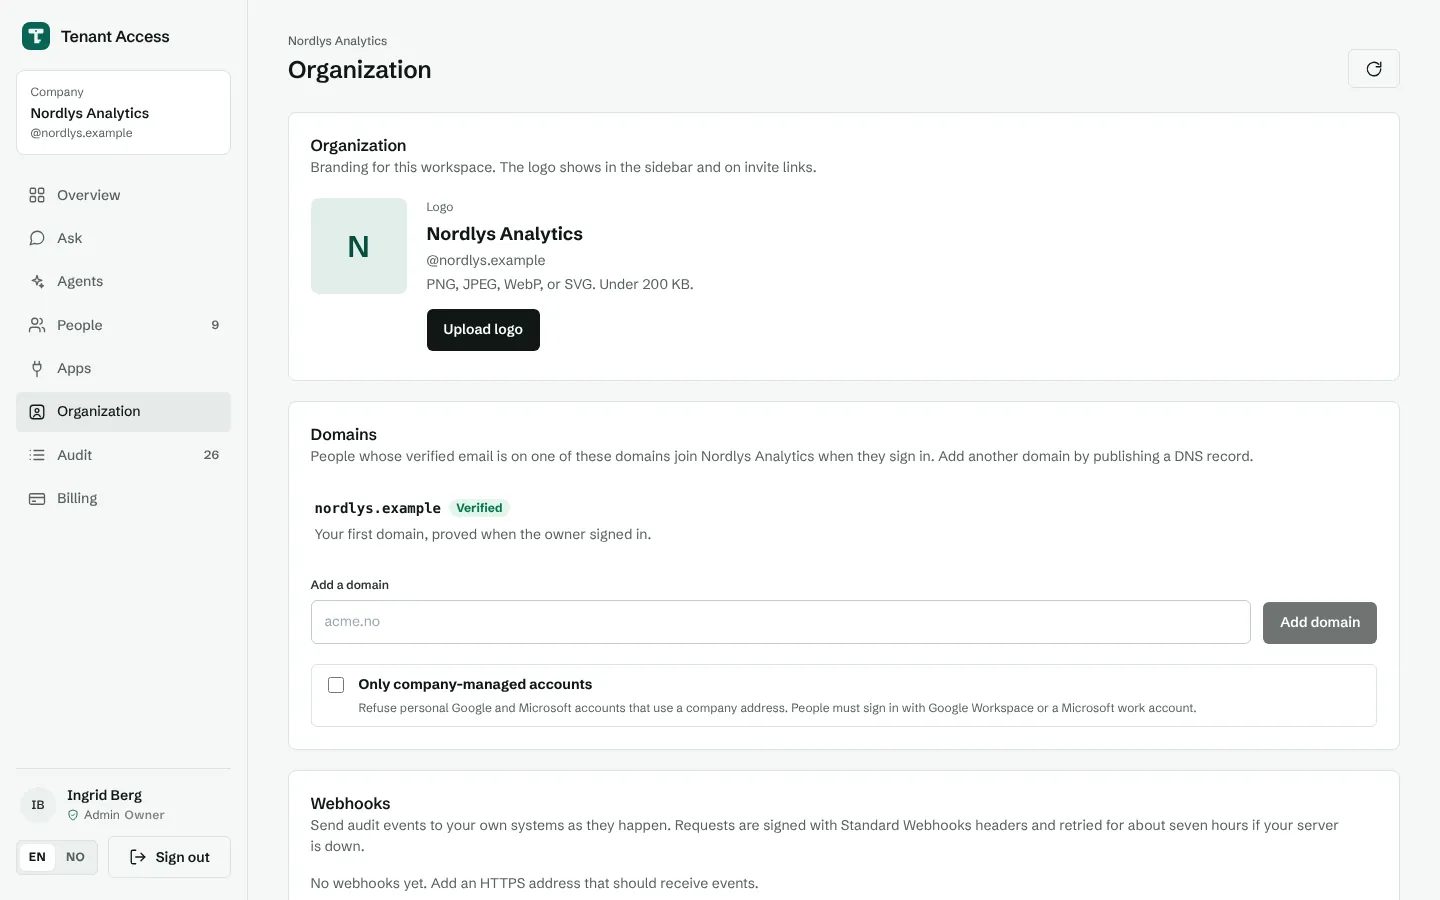 Tenant Access
Company
Nordlys Analytics
@nordlys.example
Overview
Ask
Agents
People 9
Apps
Organization
Audit 26
Billing
IB
Ingrid Berg
Admin Owner
EN NO
Sign out
Nordlys Analytics
Organization
Organization
Branding for this workspace. The logo shows in the sidebar and on invite links.
N
Logo
Nordlys Analytics
@nordlys.example
PNG, JPEG, WebP, or SVG. Under 200 KB.
Upload logo
Domains
People whose verified email is on one of these domains join Nordlys Analytics when they sign in. Add another domain by publishing a DNS record.
nordlys.example Verified
Your first domain, proved when the owner signed in.
Add a domain
acme.no
Add domain
Only company-managed accounts
Refuse personal Google and Microsoft accounts that use a company address. People must sign in with Google Workspace or a Microsoft work account.
Webhooks
Send audit events to your own systems as they happen. Requests are signed with Standard Webhooks headers and retried for about seven hours if your server
is down.
No webhooks yet. Add an HTTPS address that should receive events.